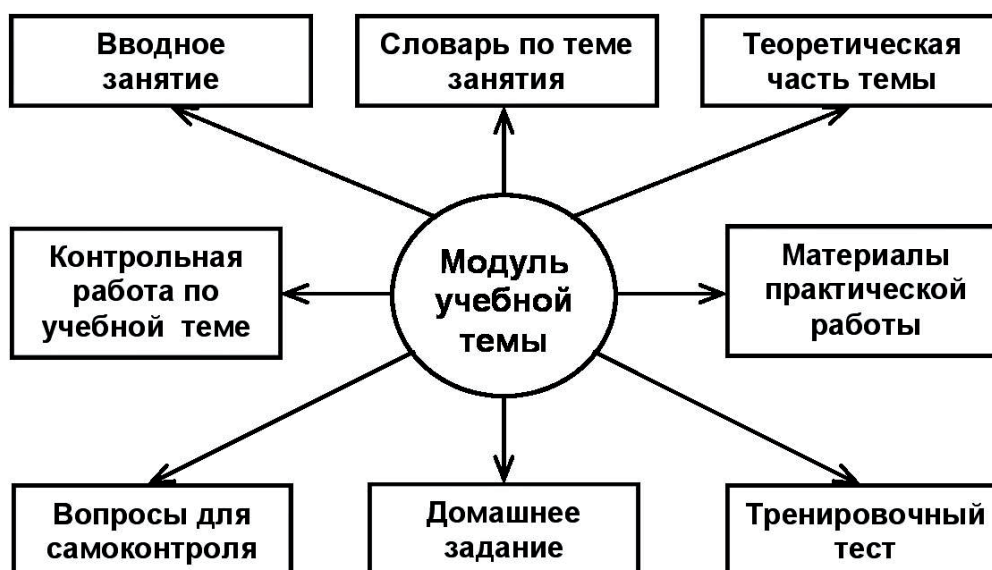 Вводное
занятие
Словарь по теме
занятия
Теоретическая
часть темы
Контрольная
работа по
учебной теме
Модуль
учебной
темы
Материалы
практической
работы
Вопросы для
самоконтроля
Домашнее
задание
Тренировочный
тест